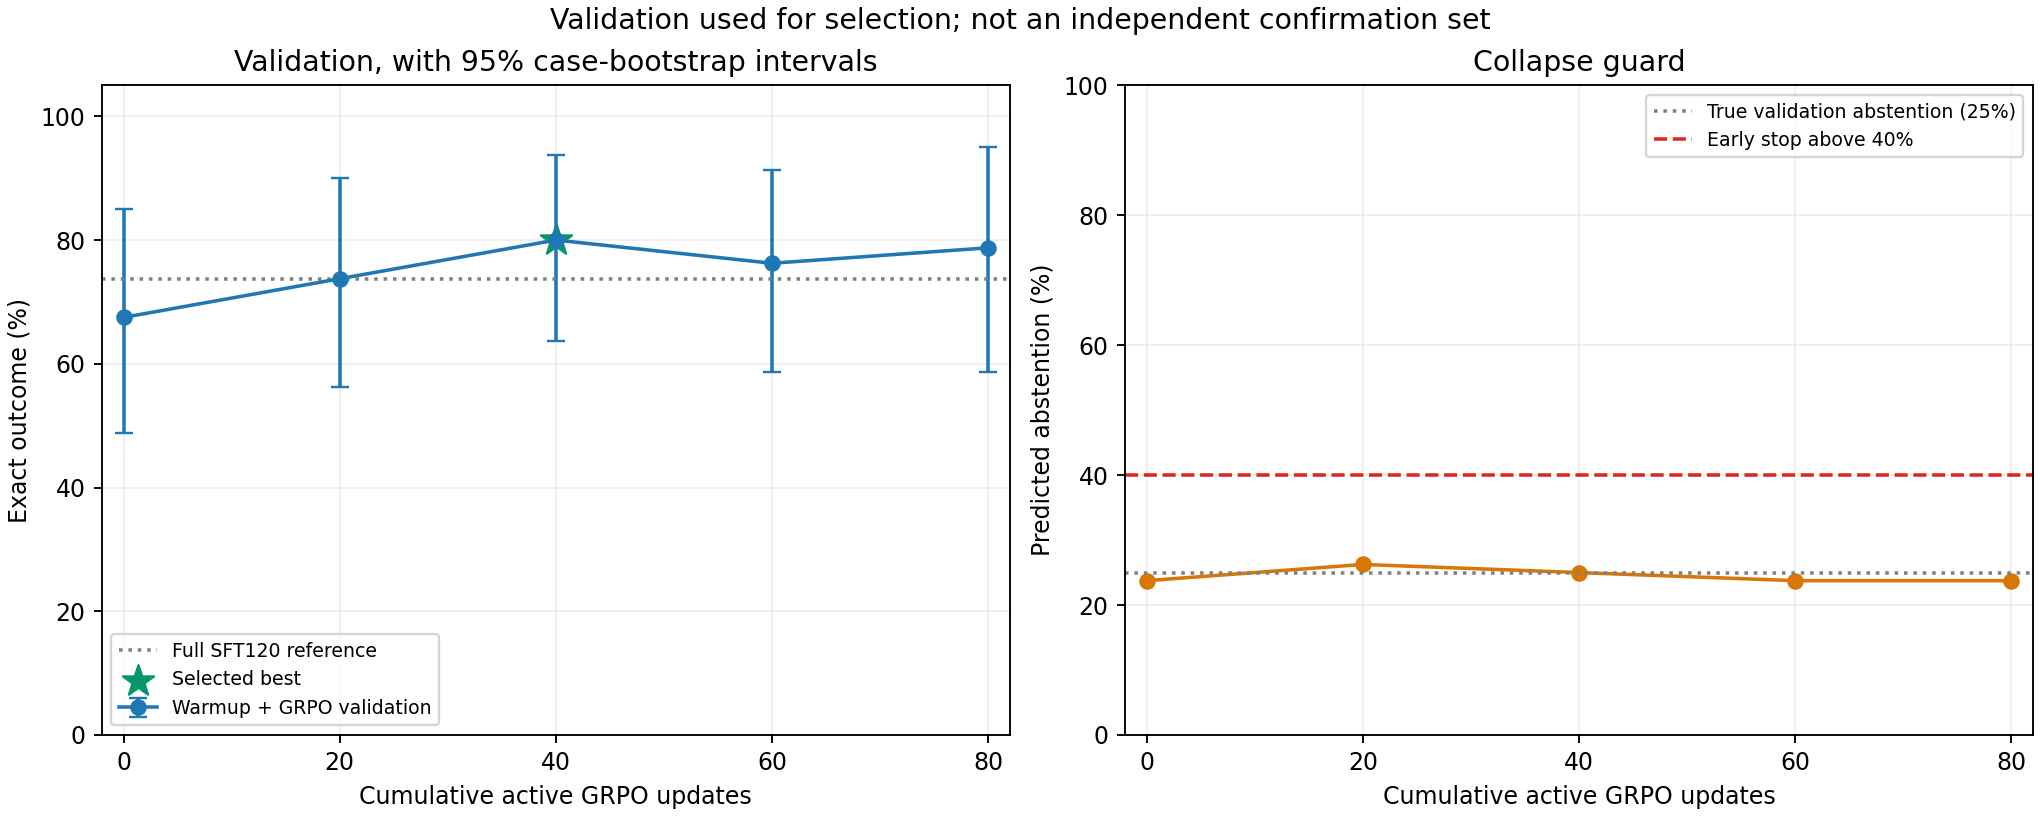 Validation used for selection; not an independent confirmation set
Validation, with 95% case-bootstrap intervals
Exact outcome (%)
100
80
60
40
20
0
0 20 40 60 80
Cumulative active GRPO updates
Full SFT120 reference
Selected best
Warmup + GRPO validation
Collapse guard
Predicted abstention (%)
100
80
60
40
20
0
0 20 40 60 80
Cumulative active GRPO updates
True validation abstention (25%)
Early stop above 40%